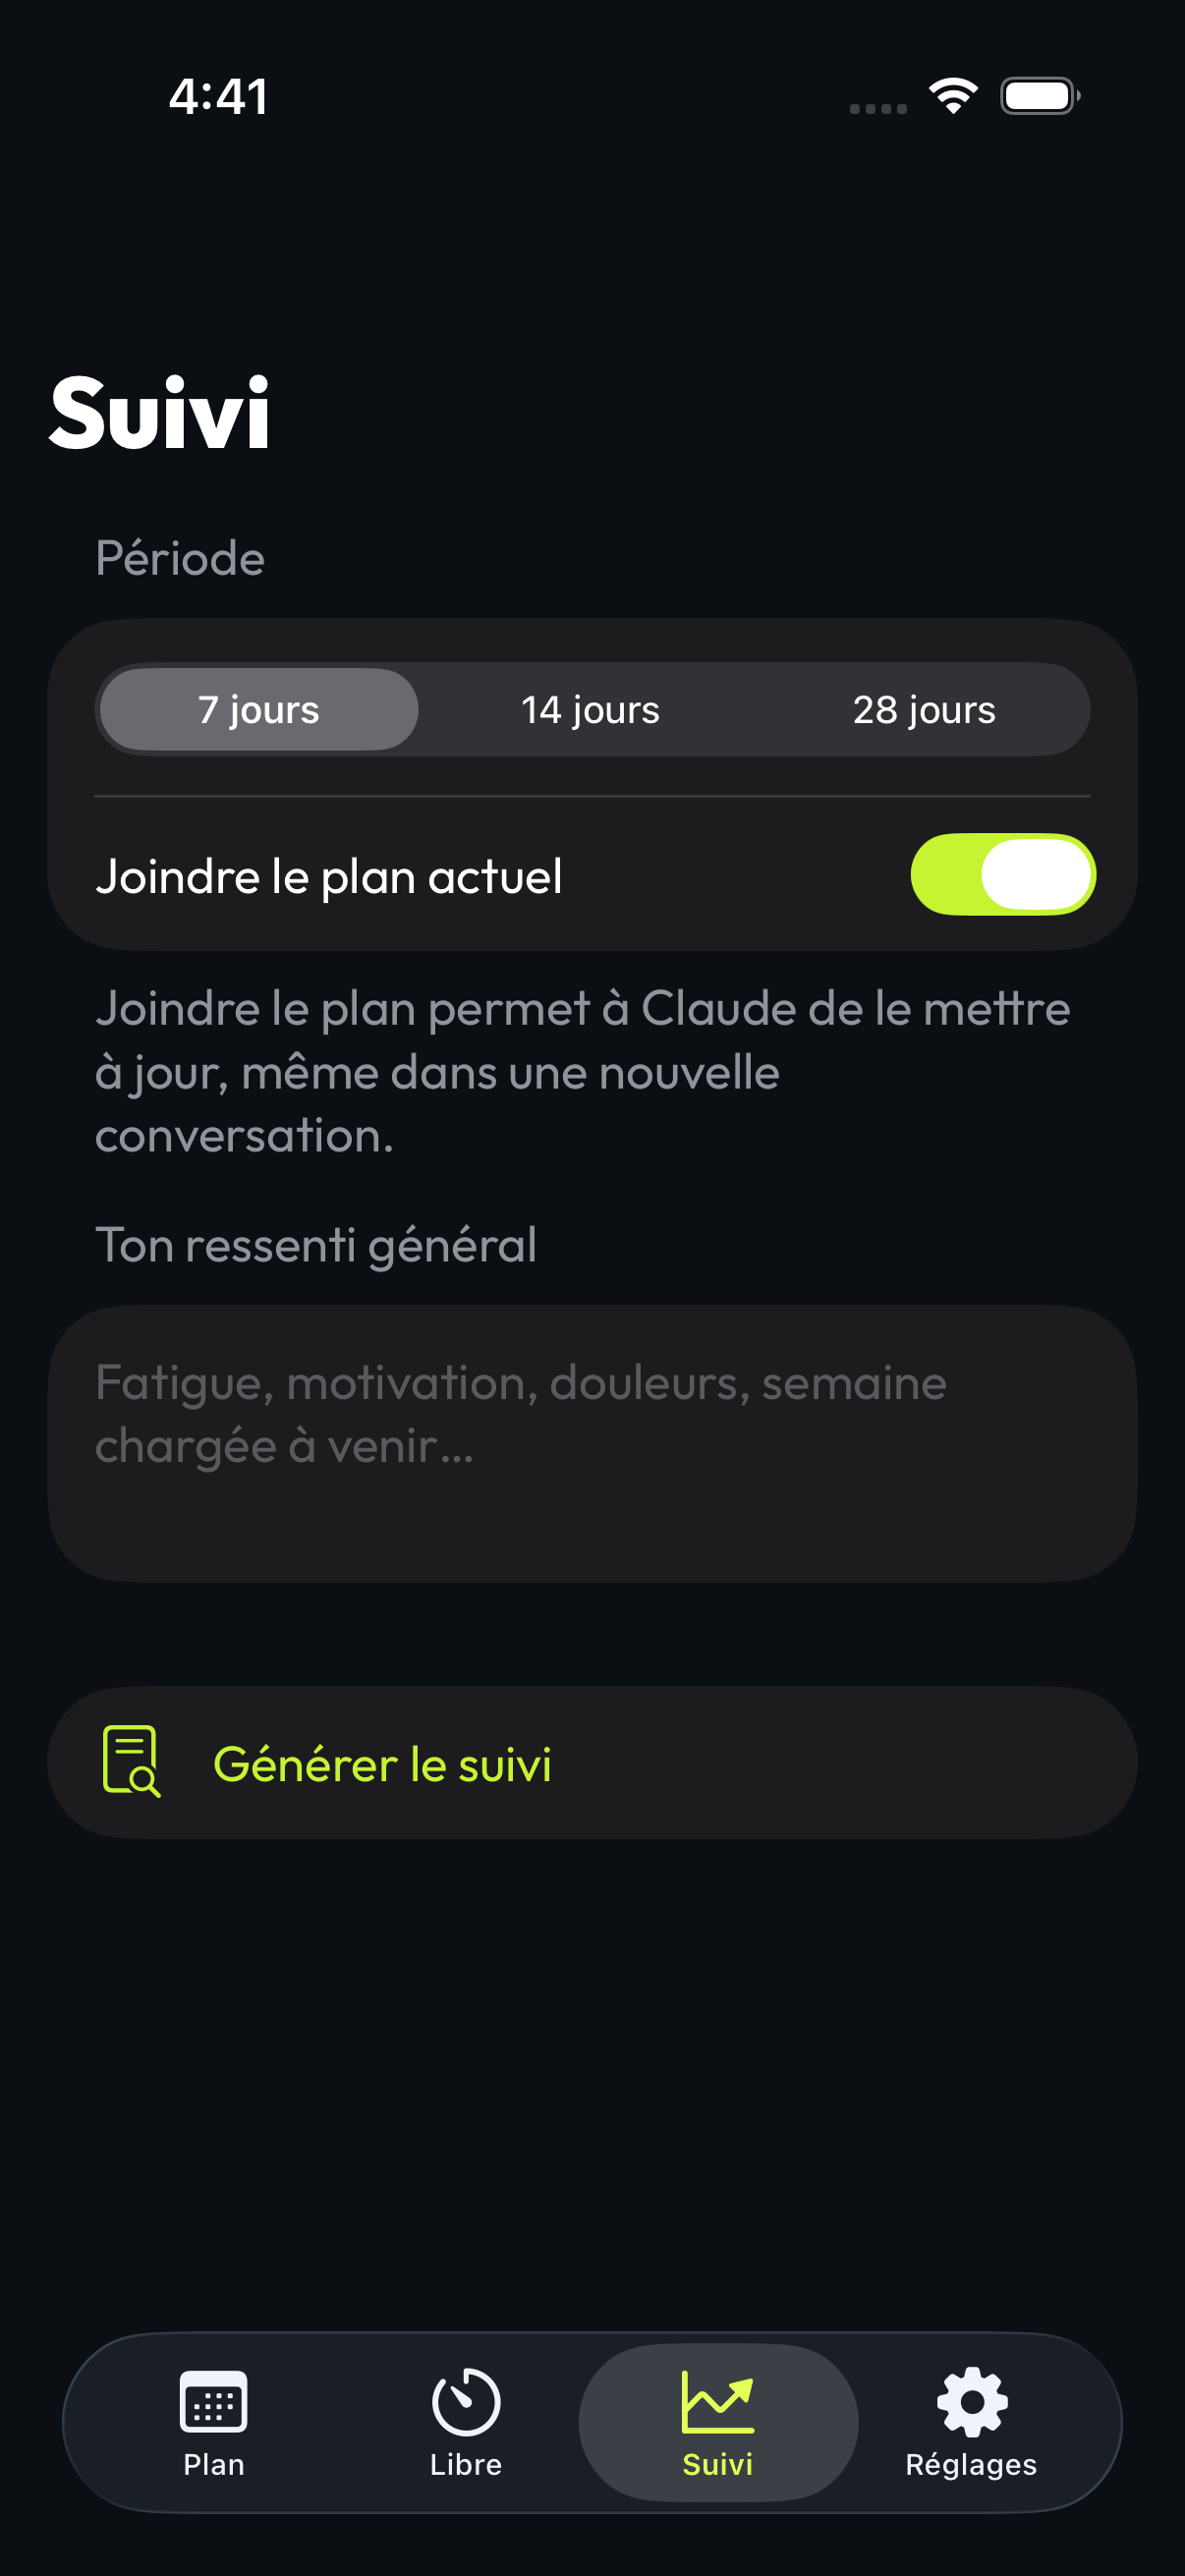 4:41
Suivi
Période
7 jours
14 jours
28 jours
Joindre le plan actuel
Joindre le plan permet à Claude de le mettre
à jour, même dans une nouvelle
conversation.
Ton ressenti général
Fatigue, motivation, douleurs, semaine
chargée à venir…
Générer le suivi
Plan
Libre
Suivi
Réglages